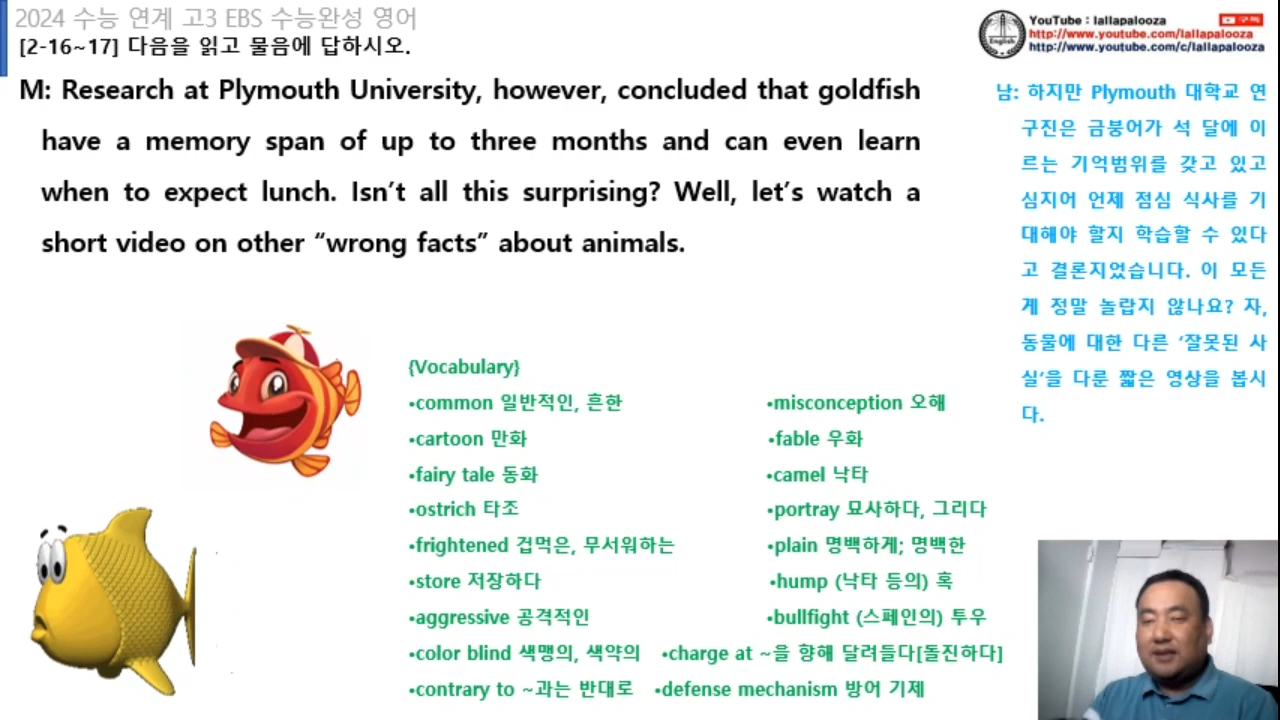 2024 수능 연계 고3 EBS 수능완성 영어
[2-16~17] 다음을 읽고 물음에 답하시오.
YouTube : lallapalooza
구독
http://www.youtube.com/lallapalooza
http://www.youtube.com/c/lallapalooza
English
M: Research at Plymouth University, however, concluded that goldfish
have a memory span of up to three months and can even learn
when to expect lunch. Isn’t all this surprising? Well, let’s watch a
short video on other “wrong facts” about animals.
남: 하지만 Plymouth 대학교 연
구진은 금붕어가 석 달에 이
르는 기억범위를 갖고 있고
심지어 언제 점심 식사를 기
대해야 할지 학습할 수 있다
고 결론지었습니다. 이 모든
게 정말 놀랍지 않나요? 자,
동물에 대한 다른 ‘잘못된 사
실’을 다룬 짧은 영상을 봅시
다.
{Vocabulary}
•common 일반적인, 흔한 •misconception 오해
•cartoon 만화 •fable 우화
•fairy tale 동화 •camel 낙타
•ostrich 타조 •portray 묘사하다, 그리다
•frightened 겁먹은, 무서워하는 •plain 명백하게; 명백한
•store 저장하다 •hump (낙타 등의) 혹
•aggressive 공격적인 •bullfight (스페인의) 투우
•color blind 색맹의, 색약의 •charge at ~을 향해 달려들다[돌진하다]
•contrary to ~과는 반대로 •defense mechanism 방어 기제